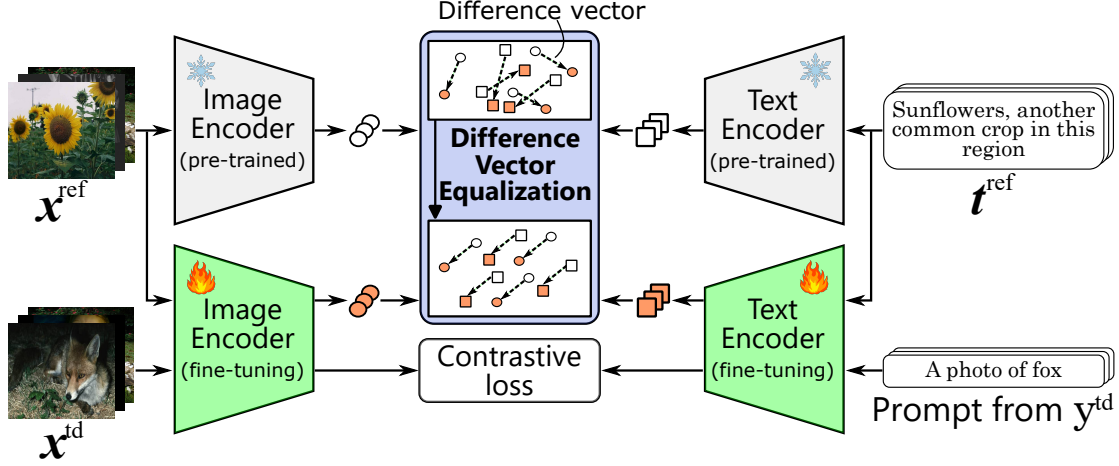 Difference vector
Image
Encoder
(pre-trained)
Difference
Vector
Equalization
Text
Encoder
(pre-trained)
Sunflowers, another
common crop in this
region
x^ref
t^ref
Image
Encoder
(fine-tuning)
Text
Encoder
(fine-tuning)
Contrastive
loss
A photo of fox
Prompt from y^td
x^td